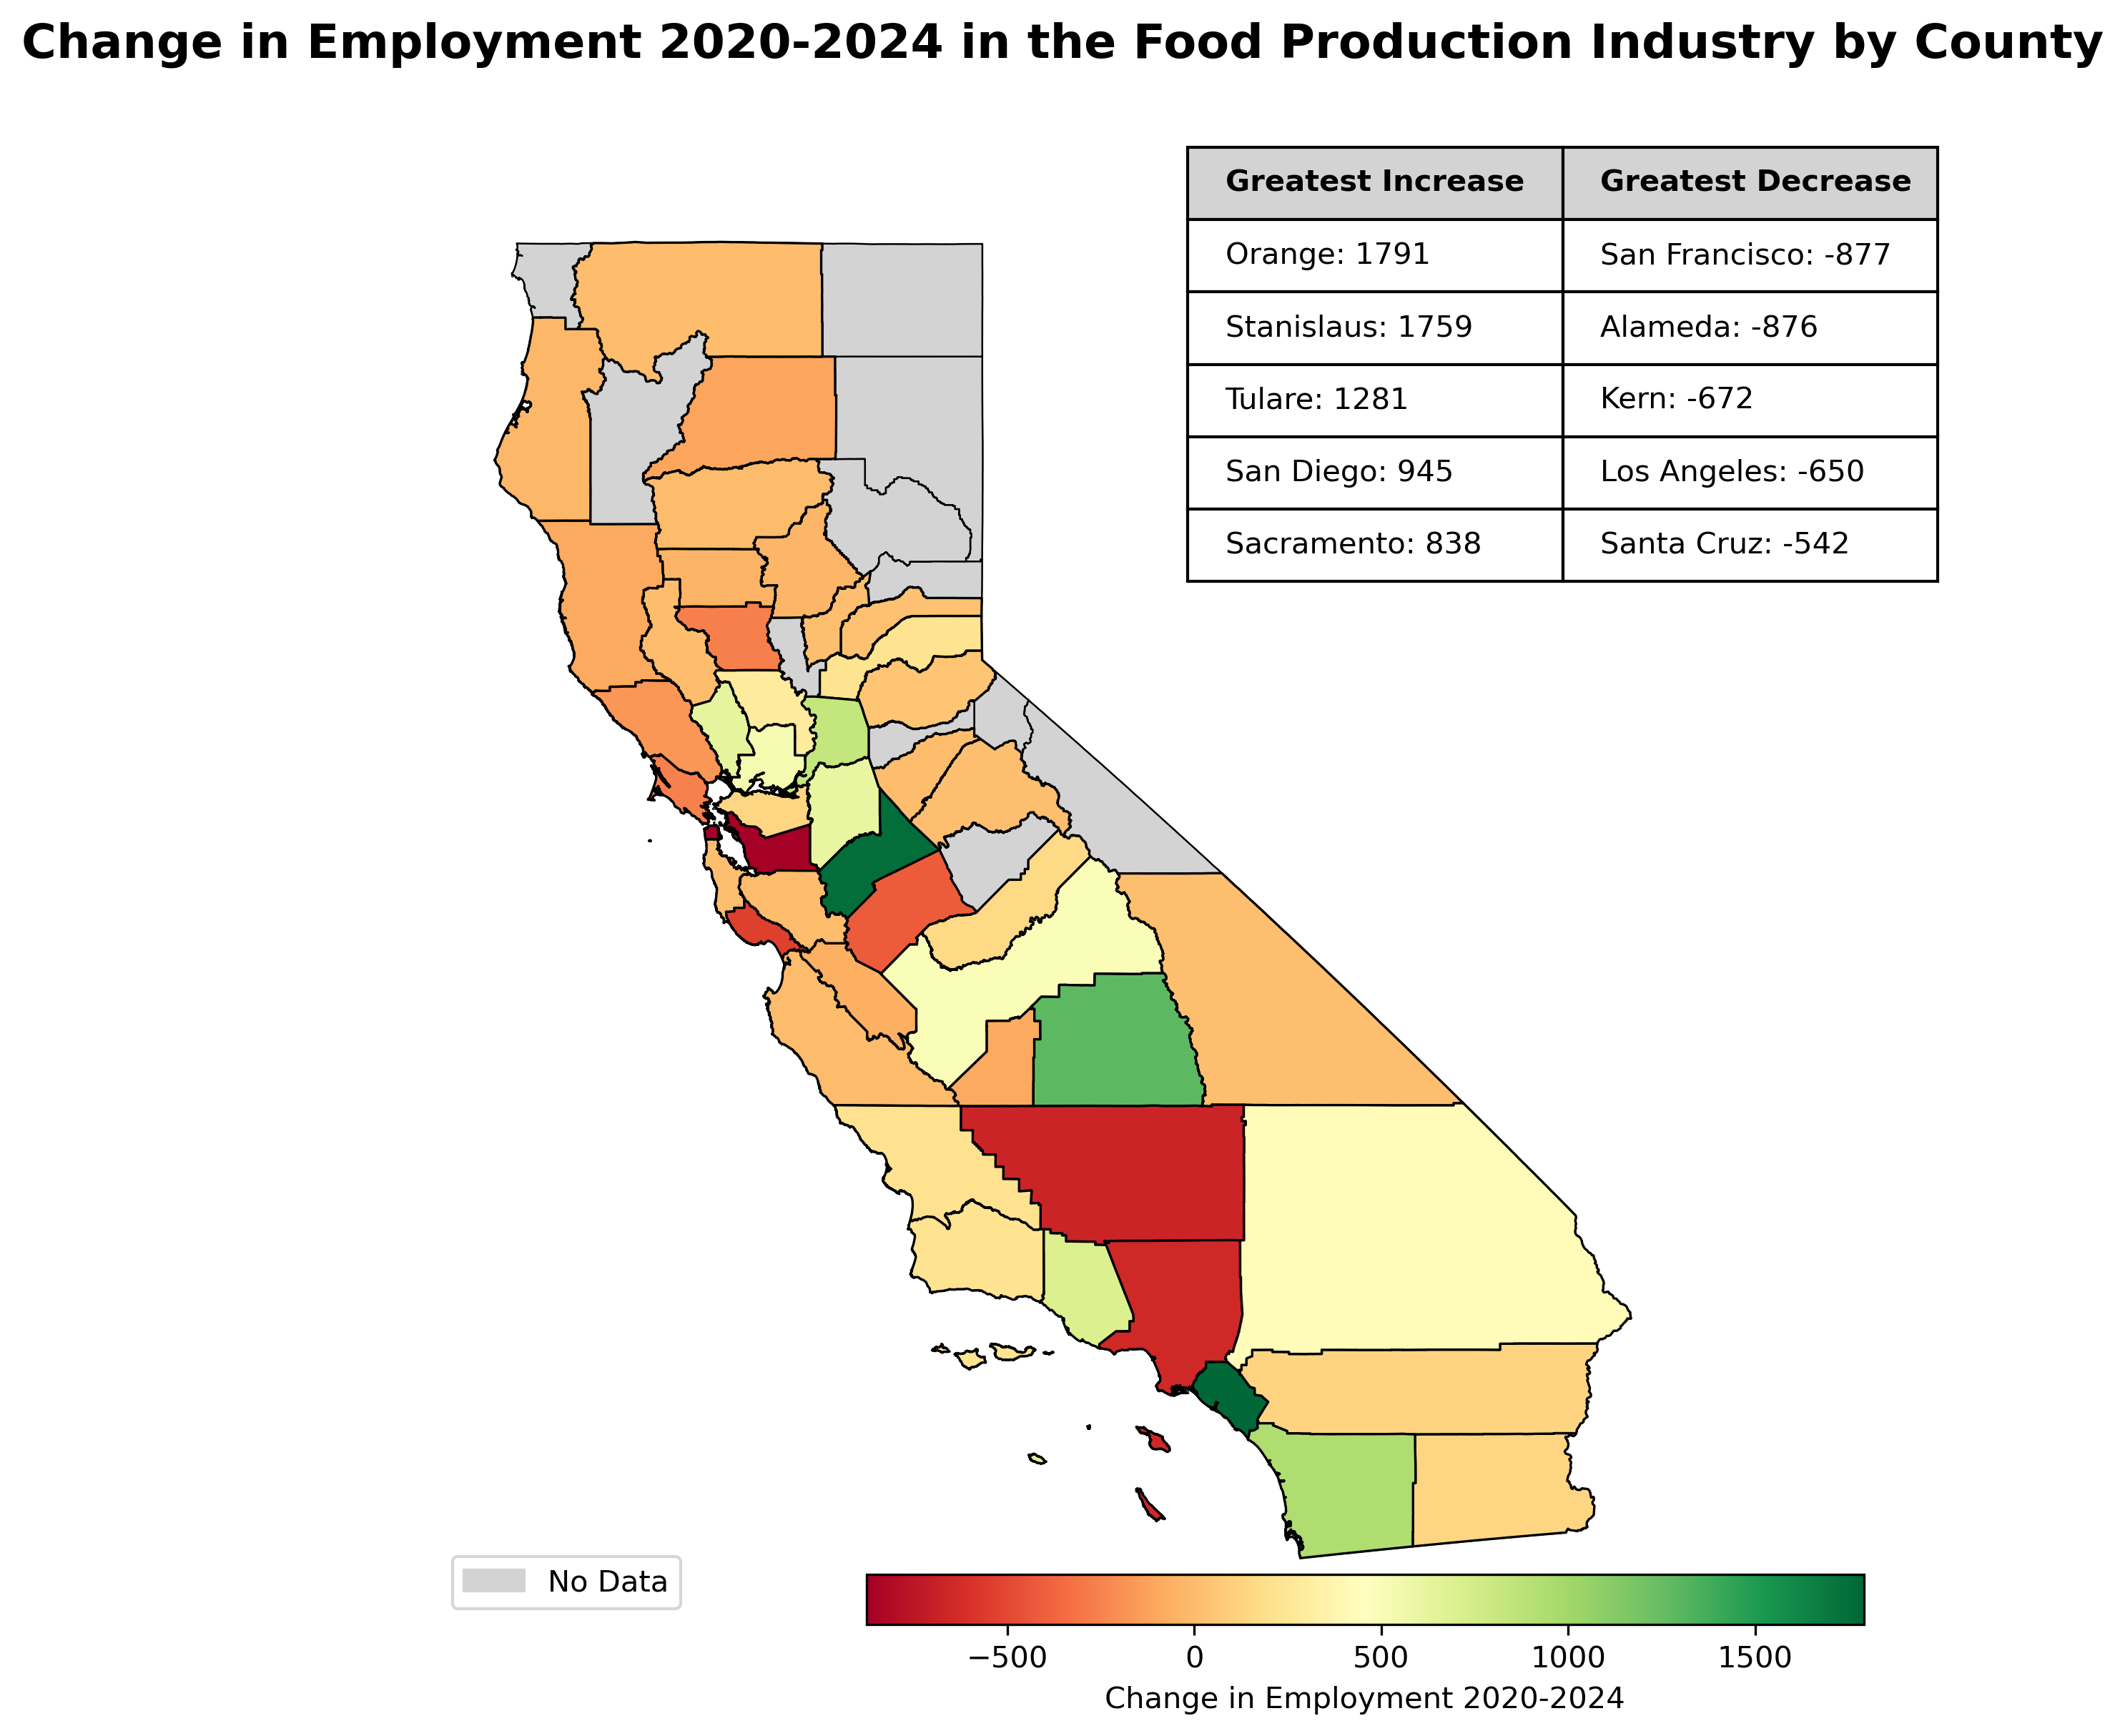 Change in Employment 2020-2024 in the Food Production Industry by County
Greatest Increase Greatest Decrease
Orange: 1791 San Francisco: -877
Stanislaus: 1759 Alameda: -876
Tulare: 1281 Kern: -672
San Diego: 945 Los Angeles: -650
Sacramento: 838 Santa Cruz: -542
No Data
−500 0 500 1000 1500
Change in Employment 2020-2024